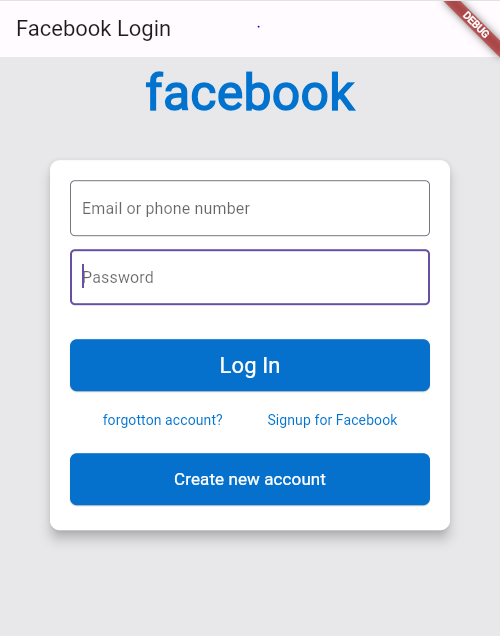 Facebook Login
DEBUG
facebook
Email or phone number
Password
Log In
forgotton account?
Signup for Facebook
Create new account